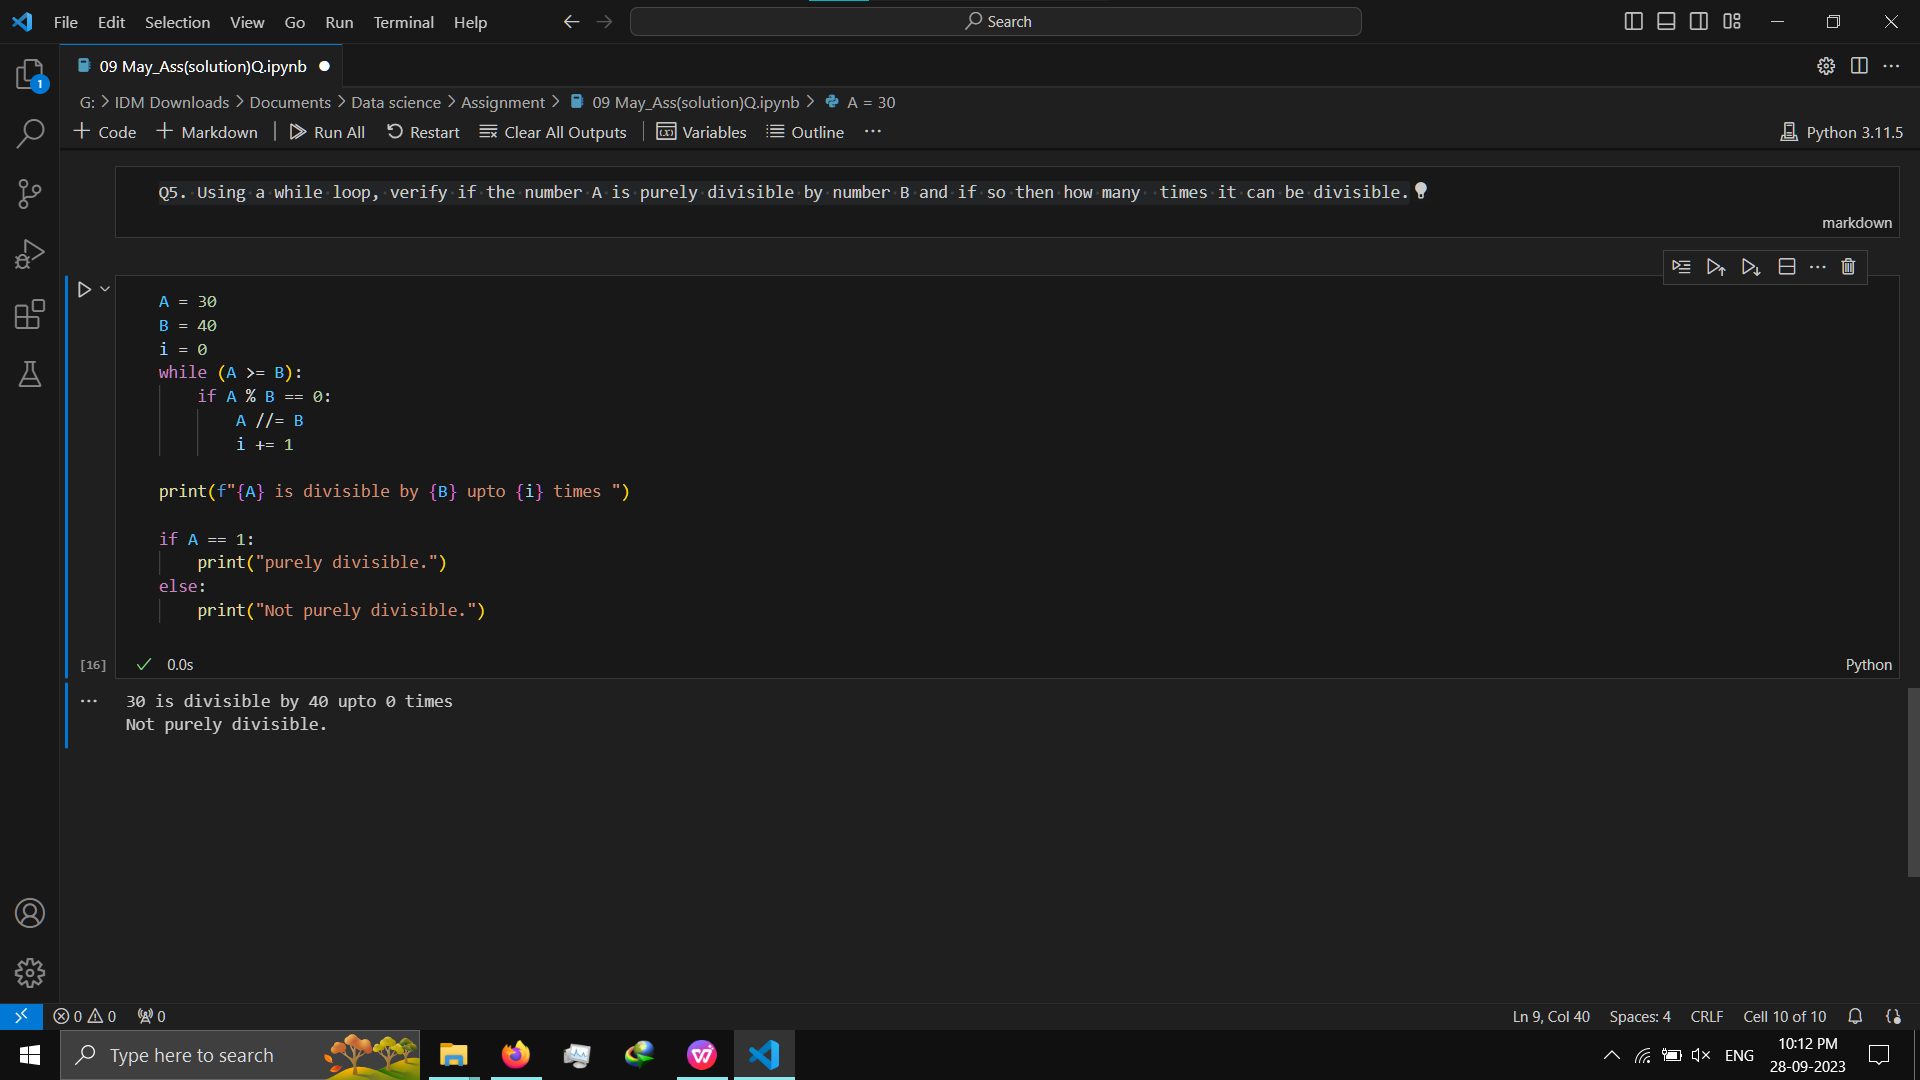 File Edit Selection View Go Run Terminal Help
Search
09 May_Ass(solution)Q.ipynb
1
G: > IDM Downloads > Documents > Data science > Assignment > 09 May_Ass(solution)Q.ipynb > A = 30
+ Code + Markdown | Run All Restart Clear All Outputs | Variables Outline ···
Python 3.11.5
Q5. Using a while loop, verify if the number A is purely divisible by number B and if so then how many  times it can be divisible.
markdown
A = 30
B = 40
i = 0
while (A >= B):
    if A % B == 0:
        A //= B
        i += 1
print(f"{A} is divisible by {B} upto {i} times ")
if A == 1:
    print("purely divisible.")
else:
    print("Not purely divisible.")
[16] 0.0s
Python
30 is divisible by 40 upto 0 times
Not purely divisible.
0 0 0
Ln 9, Col 40 Spaces: 4 CRLF Cell 10 of 10
Type here to search
ENG
10:12 PM
28-09-2023